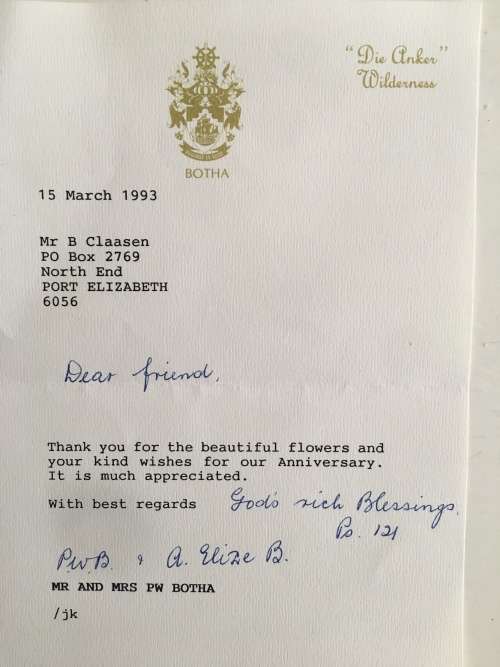 "Die Anker"
Wilderness
BOTHA
15 March 1993
Mr B Claasen
PO Box 2769
North End
PORT ELIZABETH
6056
Dear friend,
Thank you for the beautiful flowers and
your kind wishes for our Anniversary.
It is much appreciated.
With best regards God's rich Blessings.
Ps. 121
P.W.B. & A. Elize B.
MR AND MRS PW BOTHA
/jk